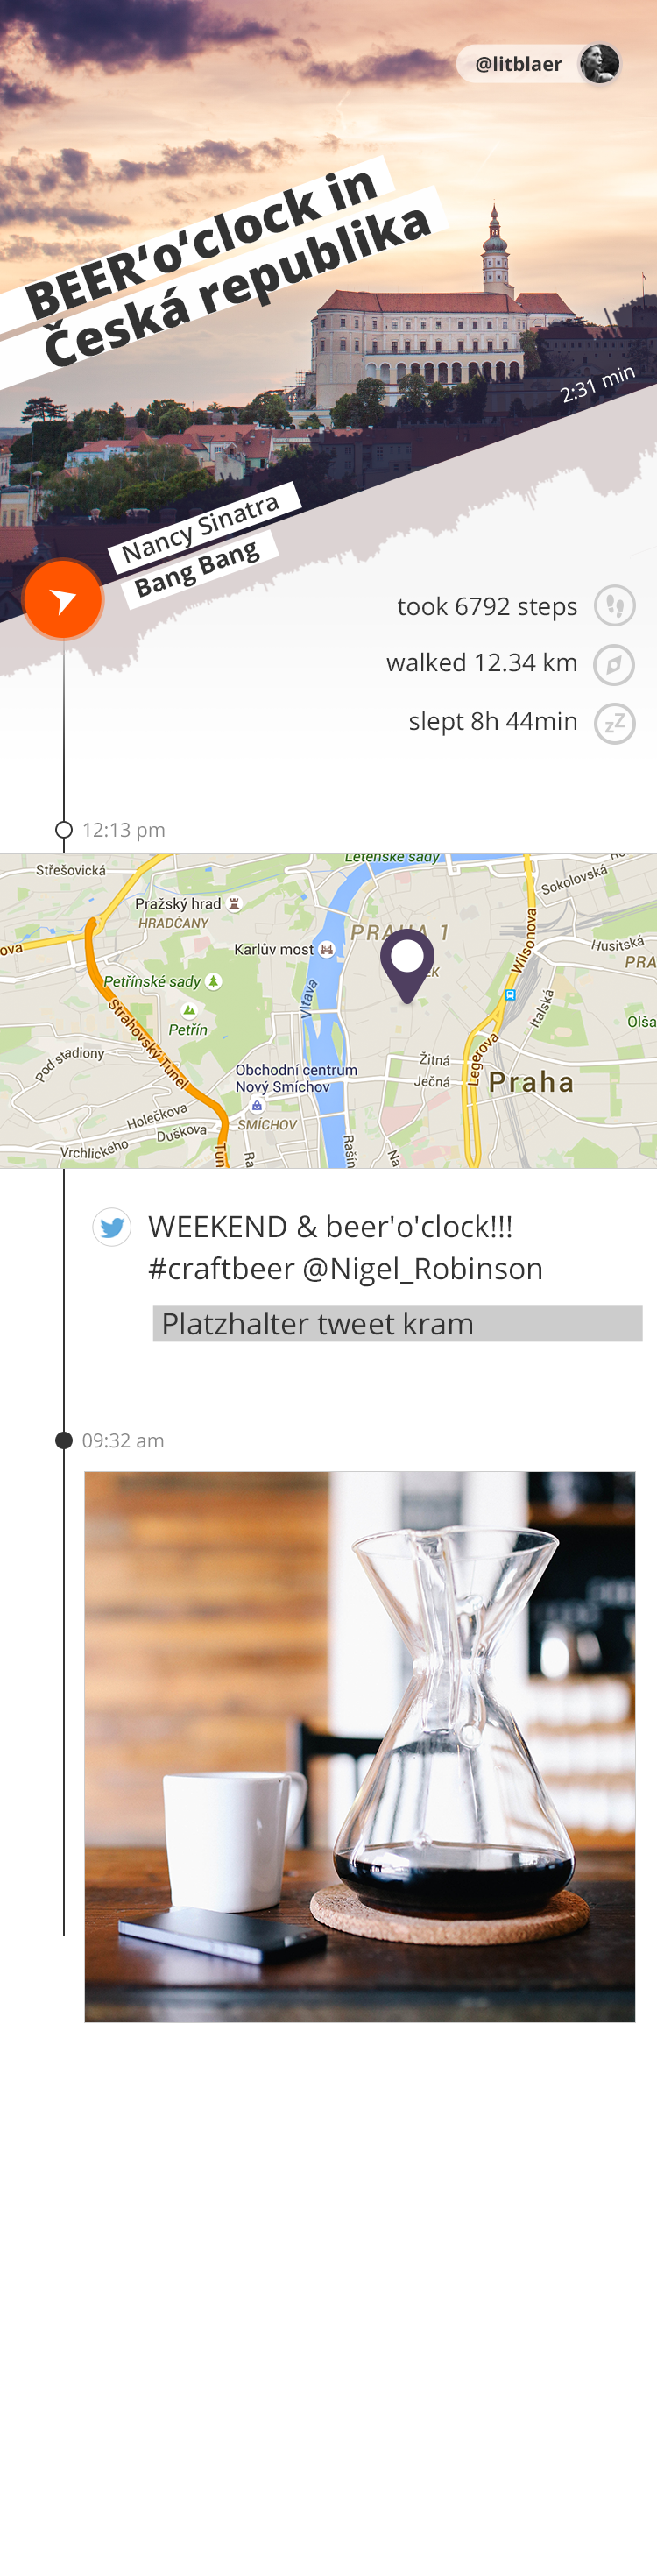 @litblaer
BEER‘o‘clock in
Česká republika
2:31 min
Nancy Sinatra
Bang Bang
took 6792 steps
walked 12.34 km
slept 8h 44min
zZ
12:13 pm
Letenské sady
Střešovická
Sokolovská
Pražský hrad
HRADČANY
Karlův most
PRAHA 1
Wilsonova
Husitská
ova
PRA
Petřínské sady
Vltava
Italská
Petřín
Olša
Strahovský Tunel
Pod stadiony
Žitná
Legerova
Obchodní centrum
Nový Smíchov
Ječná
Praha
Holečkova
SMÍCHOV
Duškova
Vrchlického
Tun
Ra
Rašín
Na
WEEKEND & beer'o'clock!!!
#craftbeer @Nigel_Robinson
Platzhalter tweet kram
09:32 am